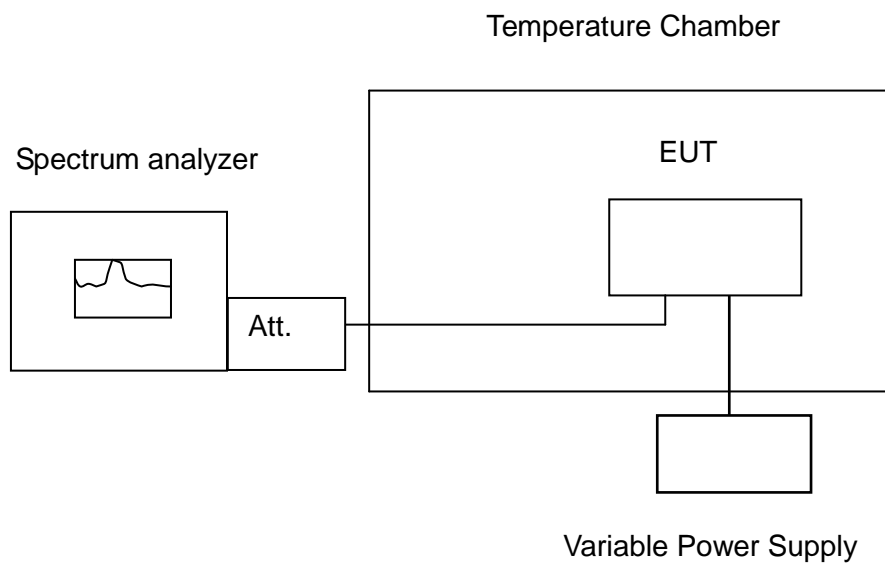 Temperature Chamber
Spectrum analyzer
EUT
Att.
Variable Power Supply